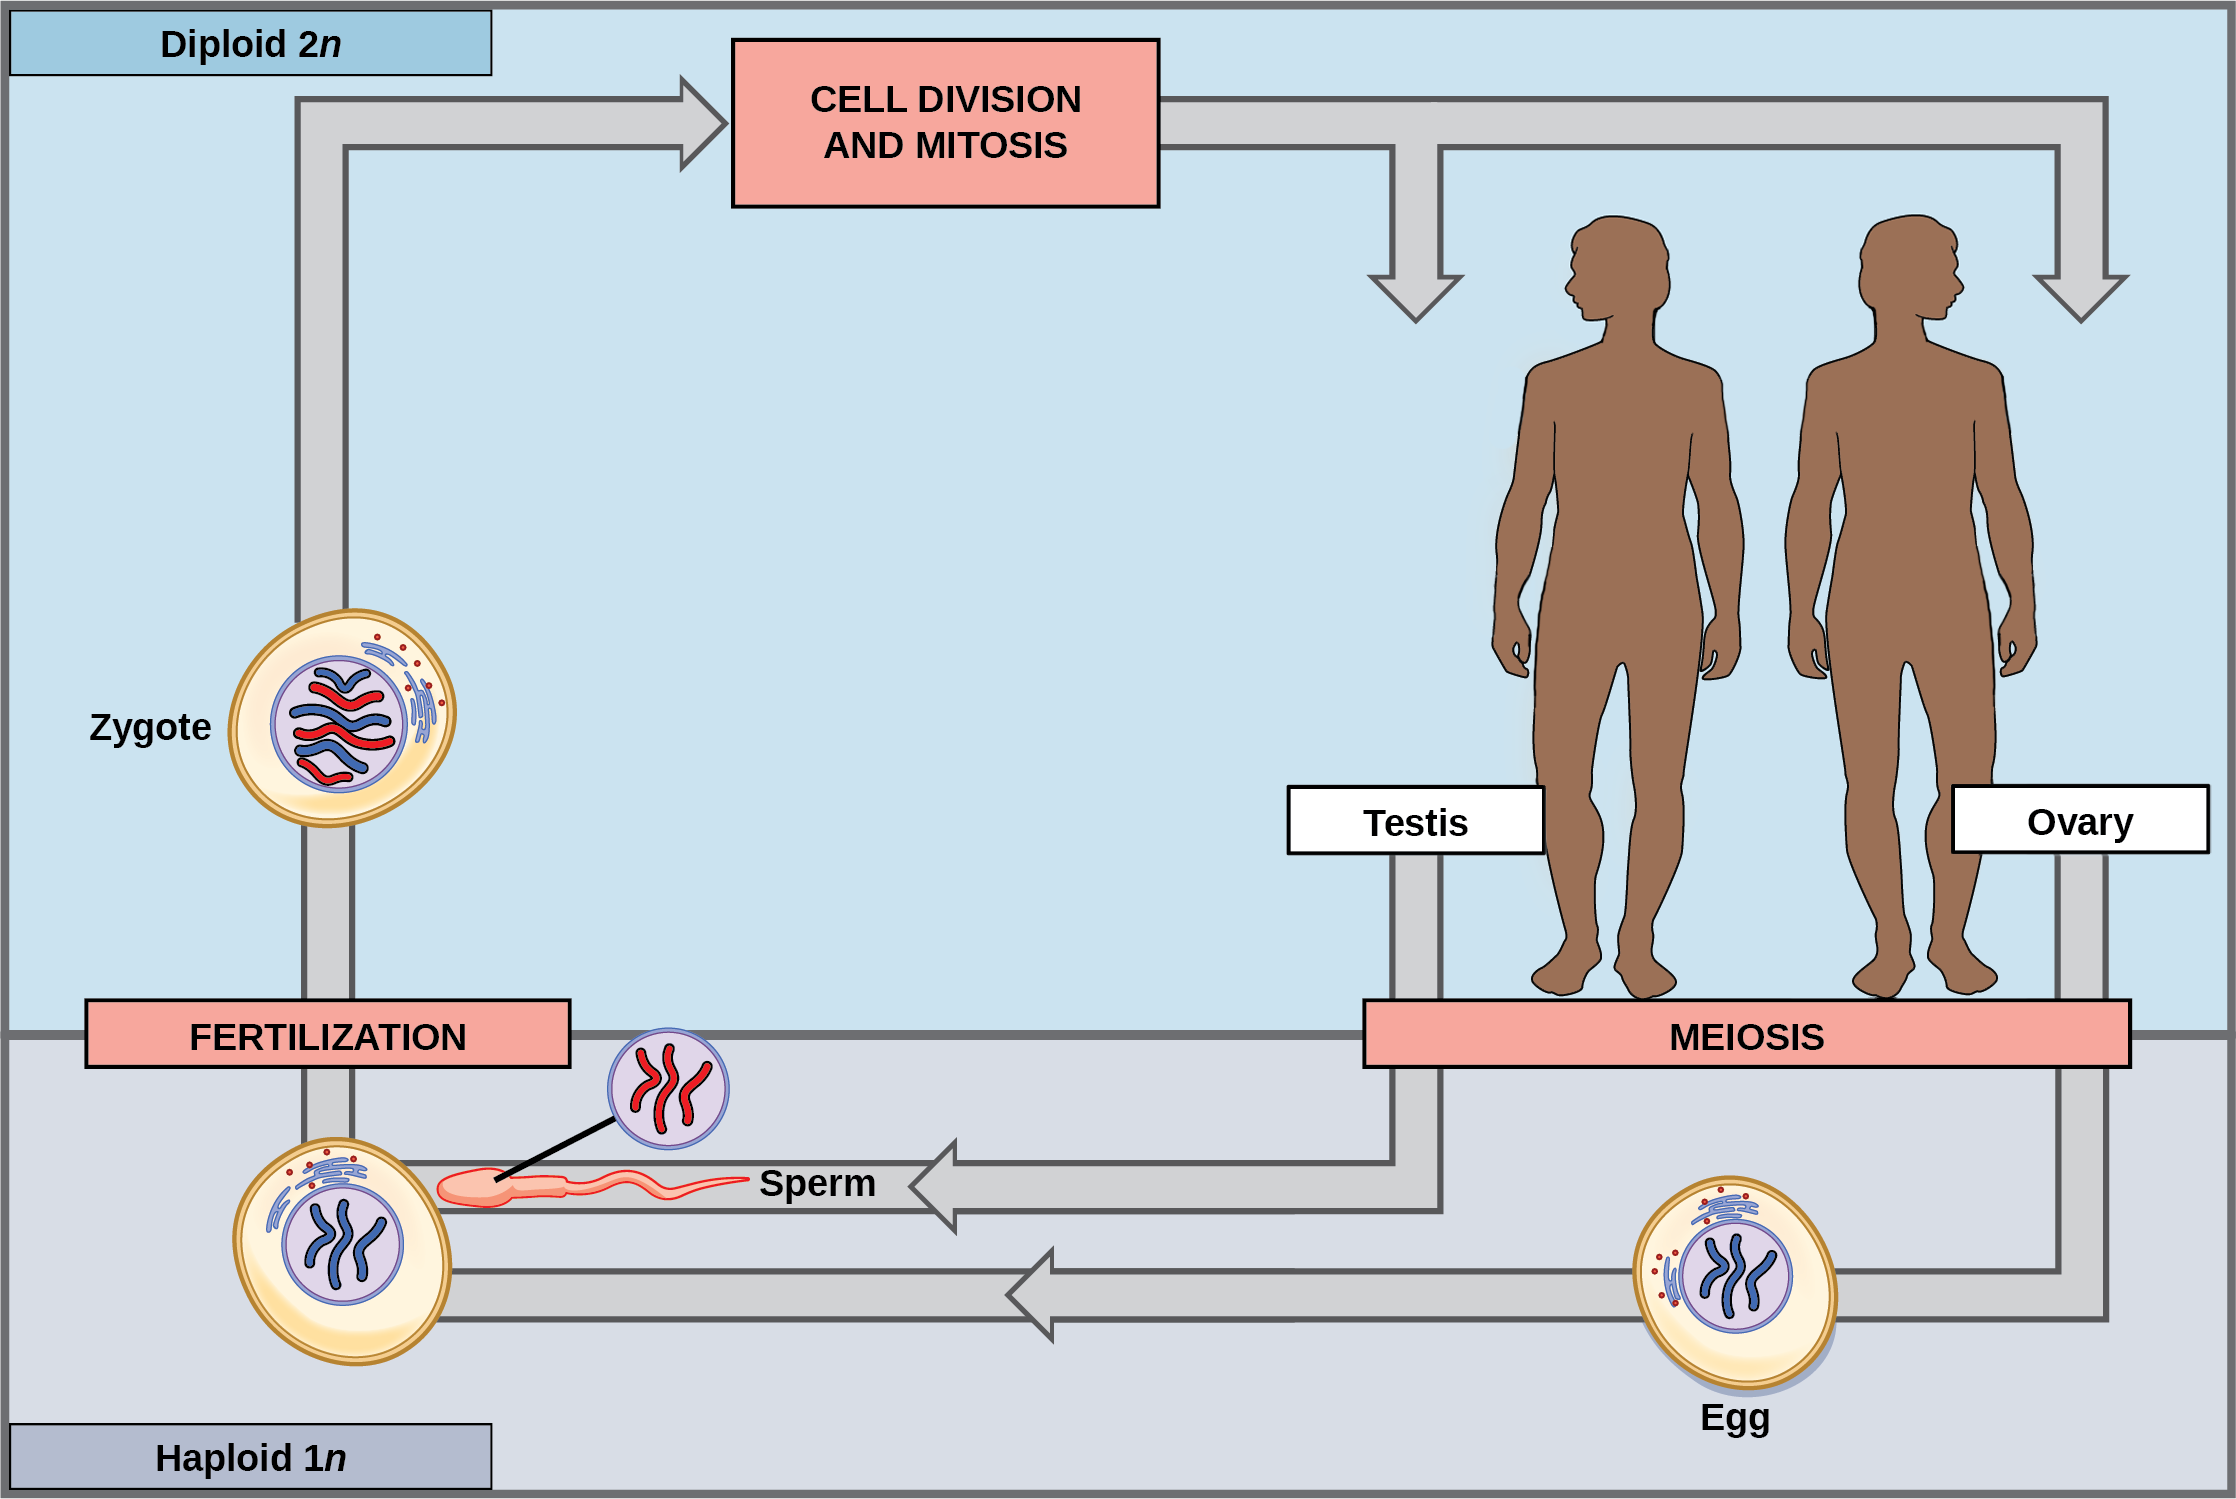 Diploid 2n
CELL DIVISION
AND MITOSIS
Zygote
Testis
Ovary
FERTILIZATION
MEIOSIS
Sperm
Egg
Haploid 1n